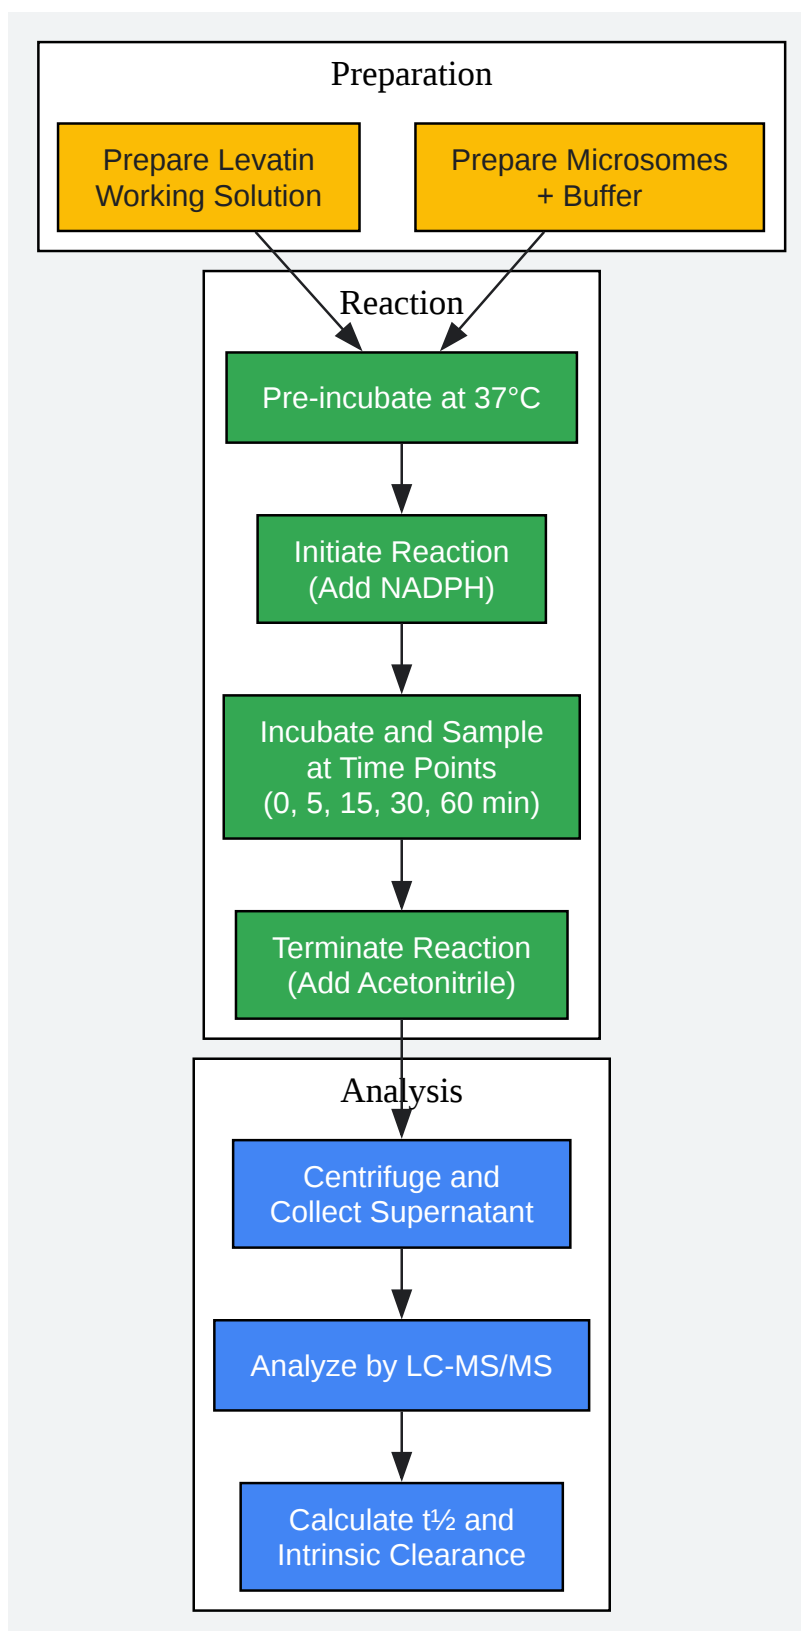 Preparation
Prepare Levatin
Working Solution
Prepare Microsomes
+ Buffer
Reaction
Pre-incubate at 37°C
Initiate Reaction
(Add NADPH)
Incubate and Sample
at Time Points
(0, 5, 15, 30, 60 min)
Terminate Reaction
(Add Acetonitrile)
Analysis
Centrifuge and
Collect Supernatant
Analyze by LC-MS/MS
Calculate t½ and
Intrinsic Clearance